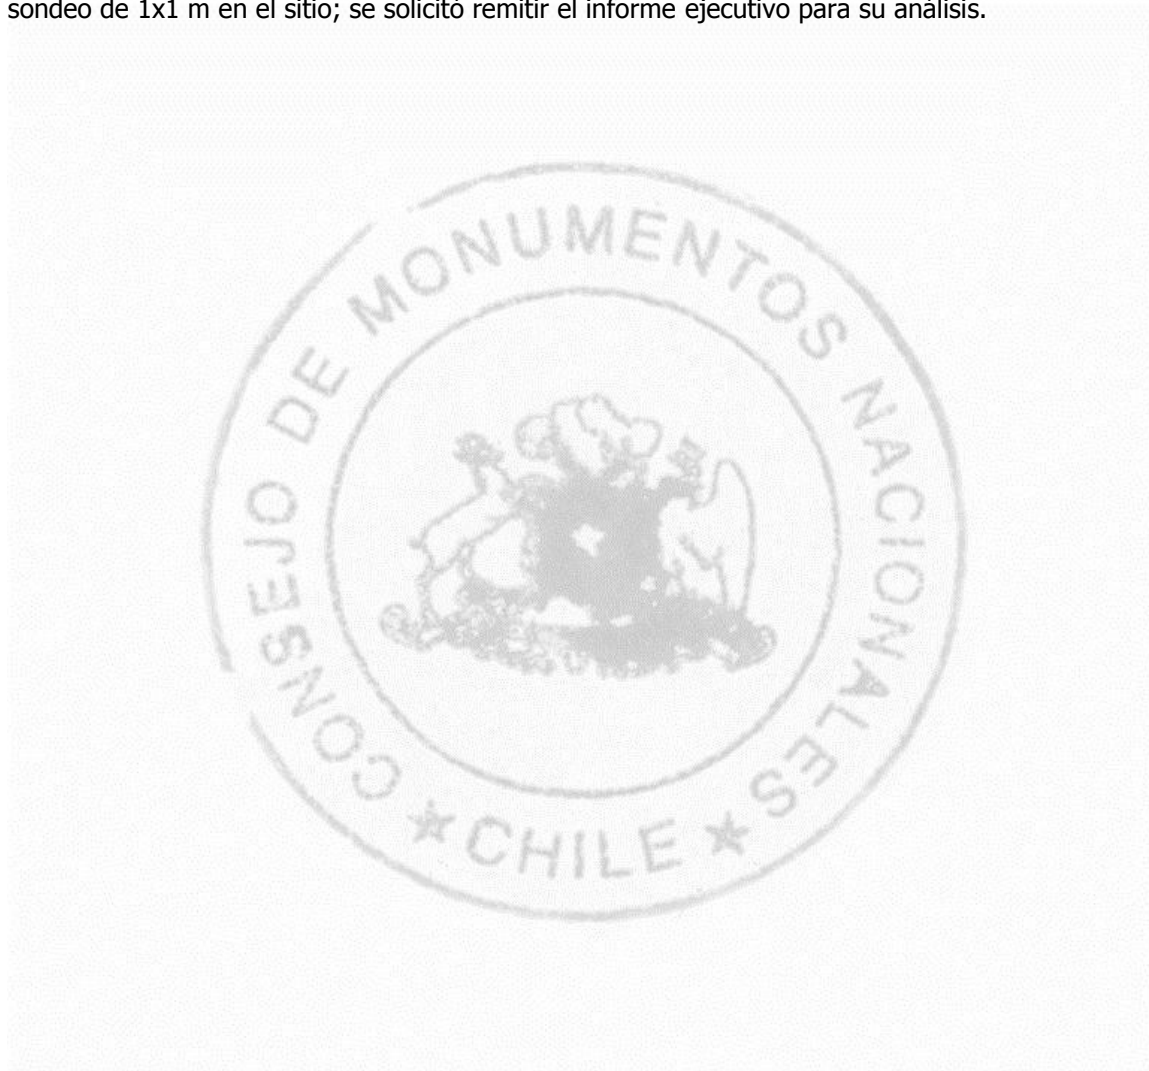 sondeo de 1x1 m en el sitio; se solicitó remitir el informe ejecutivo para su análisis.
CONSEJO DE MONUMENTOS NACIONALES
★ CHILE ★